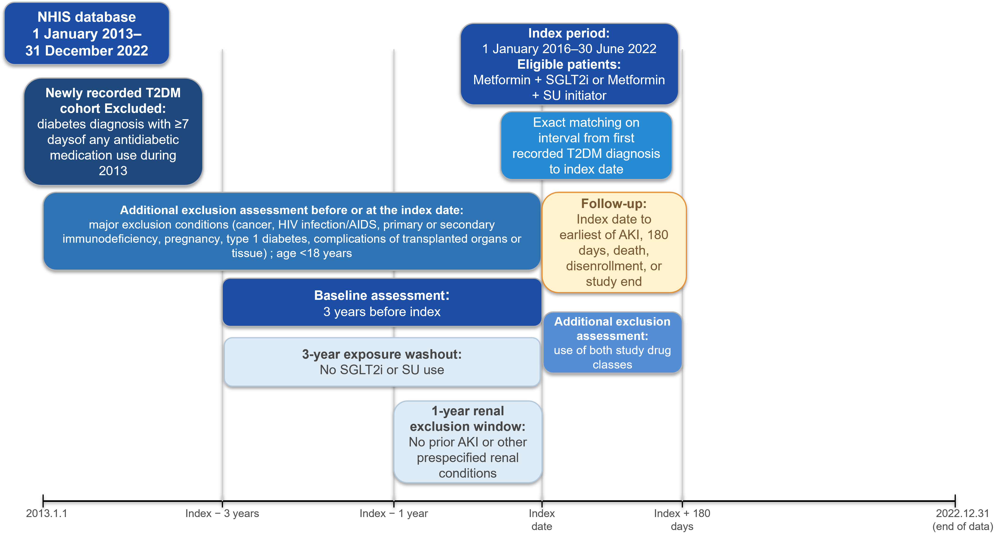 NHIS database
1 January 2013–
31 December 2022
Newly recorded T2DM
cohort Excluded:
diabetes diagnosis with ≥7
daysof any antidiabetic
medication use during
2013
Index period:
1 January 2016–30 June 2022
Eligible patients:
Metformin + SGLT2i or Metformin
+ SU initiator
Exact matching on
interval from first
recorded T2DM diagnosis
to index date
Additional exclusion assessment before or at the index date:
major exclusion conditions (cancer, HIV infection/AIDS, primary or secondary
immunodeficiency, pregnancy, type 1 diabetes, complications of transplanted organs or
tissue) ; age <18 years
Follow-up:
Index date to
earliest of AKI, 180
days, death,
disenrollment, or
study end
Baseline assessment:
3 years before index
Additional exclusion
assessment:
use of both study drug
classes
3-year exposure washout:
No SGLT2i or SU use
1-year renal
exclusion window:
No prior AKI or other
prespecified renal
conditions
2013.1.1
Index − 3 years
Index − 1 year
Index
date
Index + 180
days
2022.12.31
(end of data)